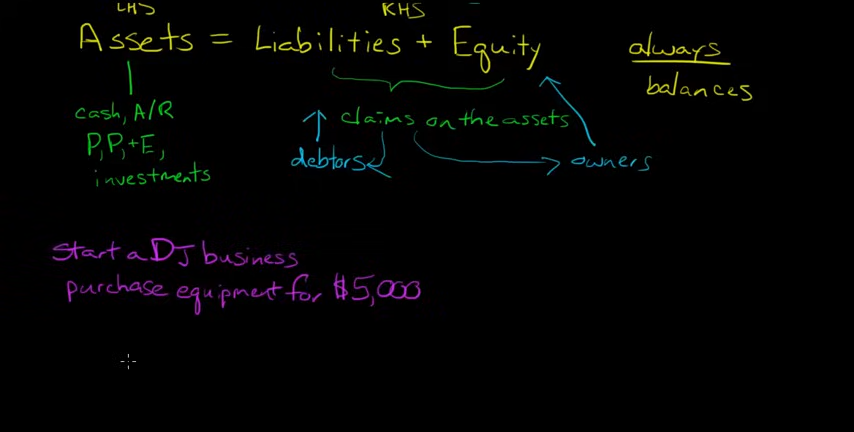 LHS RHS
Assets = Liabilities + Equity
always
balances
cash, A/R
P,P,+E,
investments
claims on the assets
debtors
owners
Start a DJ business
purchase equipment for $5,000